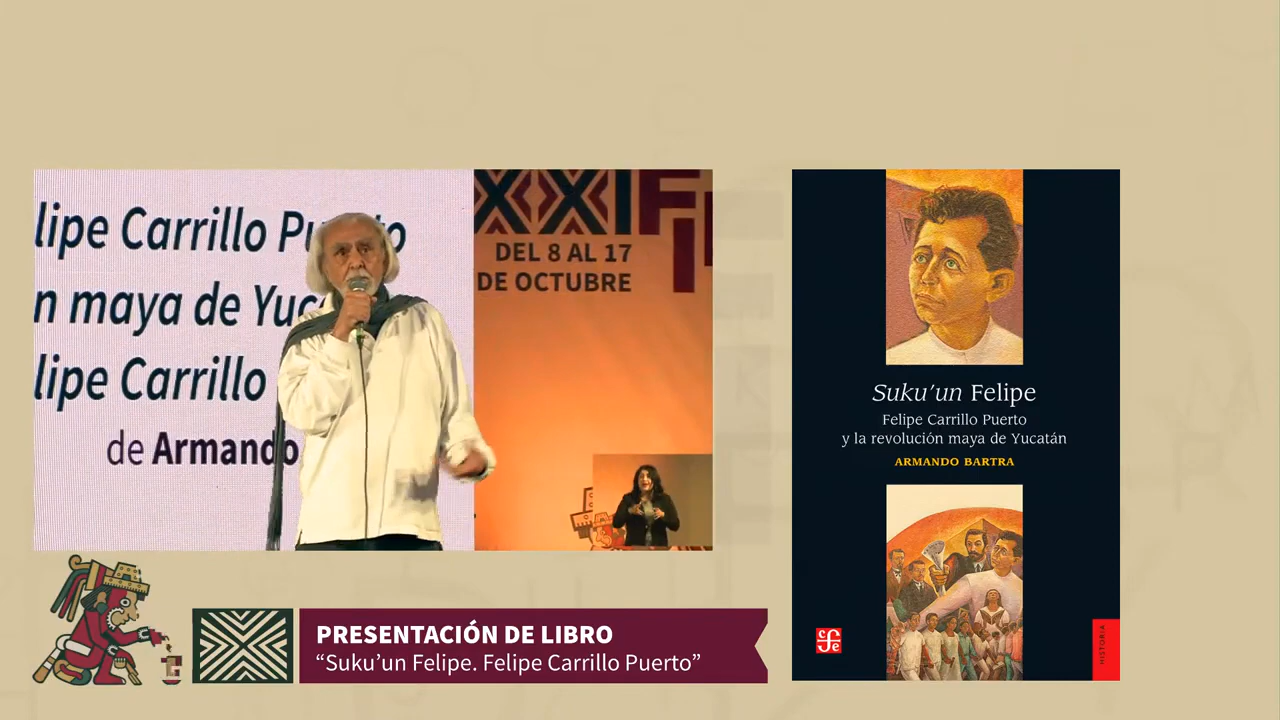 lipe Carrillo Pu to
n maya de Yuc
lipe Carrillo
de Armando
XXI F
DEL 8 AL 17
DE OCTUBRE
Suku'un Felipe
Felipe Carrillo Puerto
y la revolución maya de Yucatán
ARMANDO BARTRA
cfe
HISTORIA
PRESENTACIÓN DE LIBRO
“Suku’un Felipe. Felipe Carrillo Puerto”